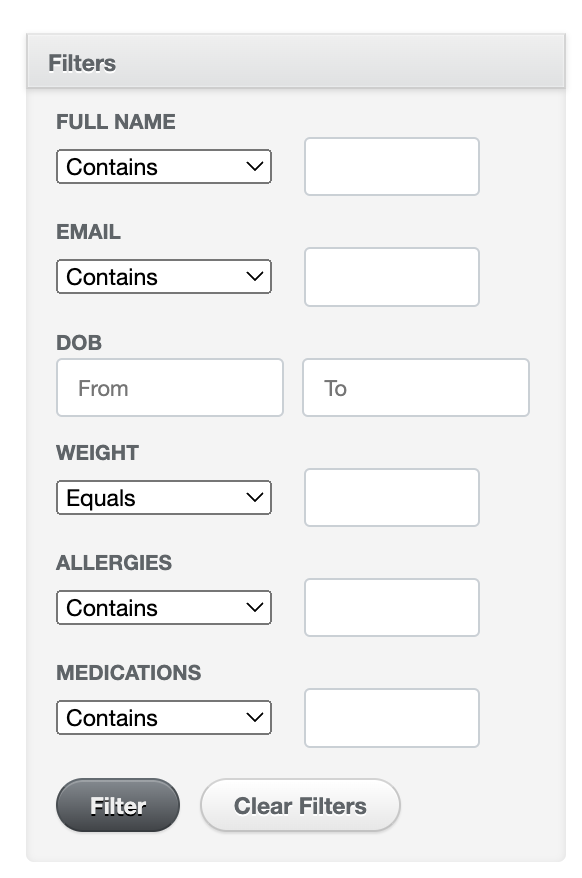 Filters
FULL NAME
Contains
EMAIL
Contains
DOB
From To
WEIGHT
Equals
ALLERGIES
Contains
MEDICATIONS
Contains
Filter Clear Filters